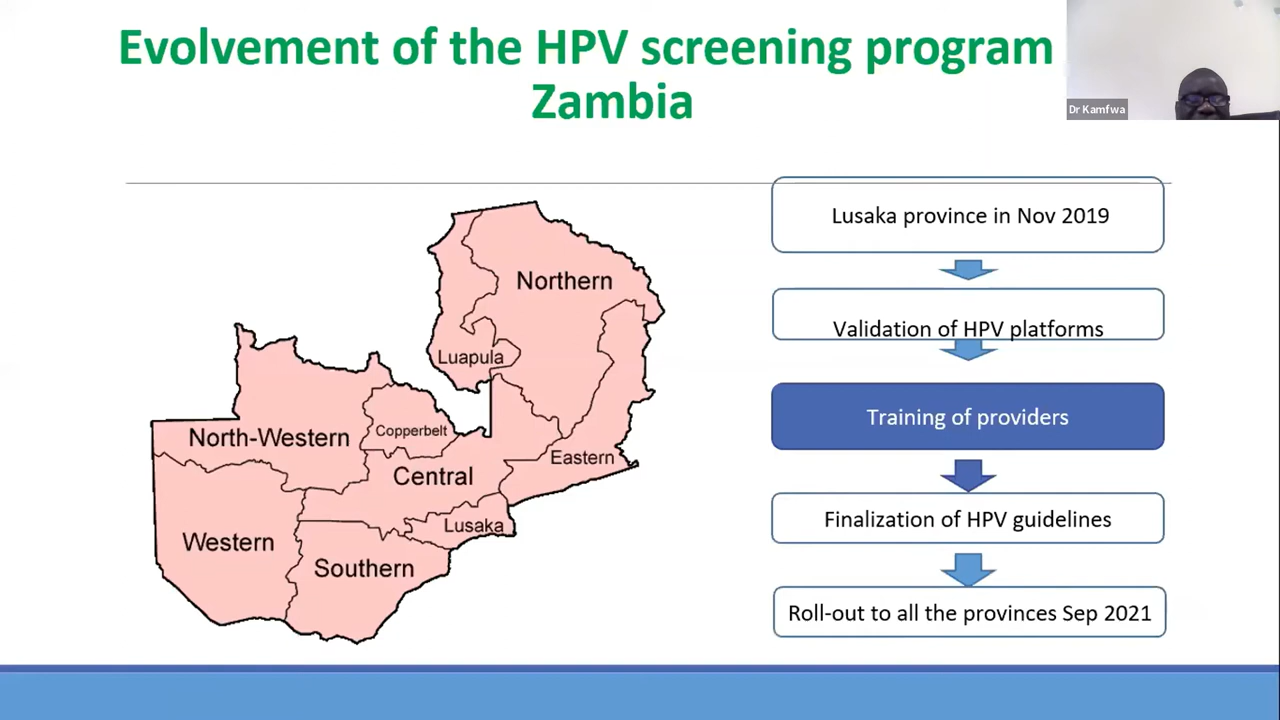 Evolvement of the HPV screening program
Zambia
Dr Kamfwa
Lusaka province in Nov 2019
Validation of HPV platforms
Training of providers
Finalization of HPV guidelines
Roll-out to all the provinces Sep 2021
Northern
Luapula
North-Western
Copperbelt
Central
Eastern
Lusaka
Western
Southern